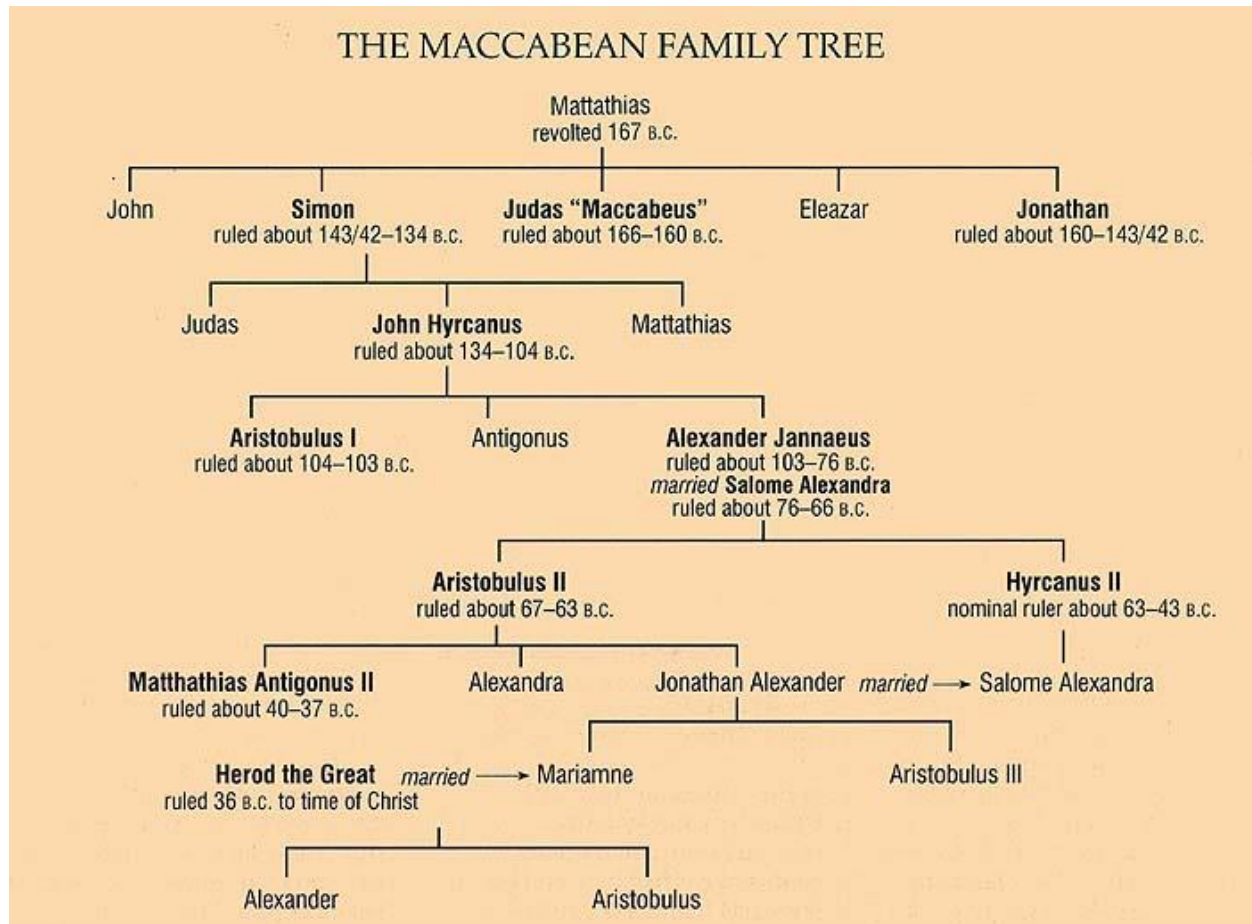 THE MACCABEAN FAMILY TREE
Mattathias
revolted 167 B.C.
John
Simon
ruled about 143/42–134 B.C.
Judas “Maccabeus”
ruled about 166–160 B.C.
Eleazar
Jonathan
ruled about 160–143/42 B.C.
Judas
John Hyrcanus
ruled about 134–104 B.C.
Mattathias
Aristobulus I
ruled about 104–103 B.C.
Antigonus
Alexander Jannaeus
ruled about 103–76 B.C.
married Salome Alexandra
ruled about 76–66 B.C.
Aristobulus II
ruled about 67–63 B.C.
Hyrcanus II
nominal ruler about 63–43 B.C.
Matthathias Antigonus II
ruled about 40–37 B.C.
Alexandra
Jonathan Alexander married → Salome Alexandra
Herod the Great married → Mariamne
ruled 36 B.C. to time of Christ
Aristobulus III
Alexander
Aristobulus